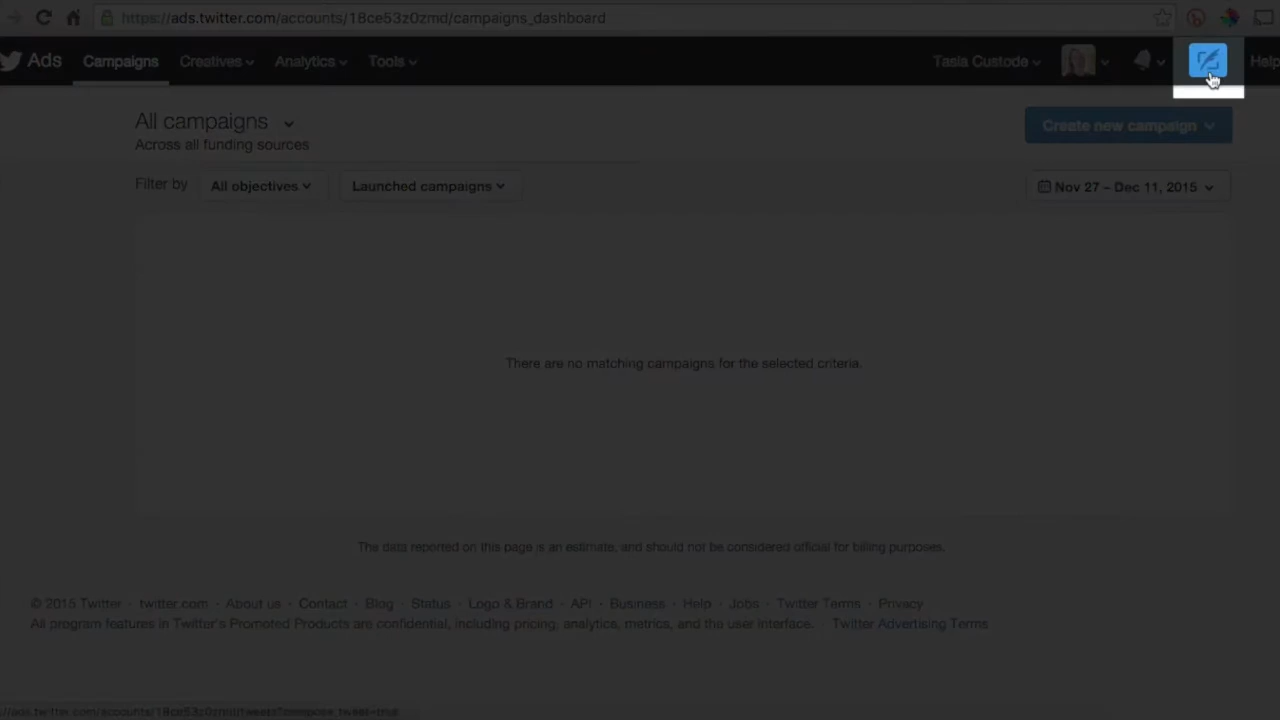 https://ads.twitter.com/accounts/18ce53z0zmd/campaigns_dashboard
Ads Campaigns Creatives Analytics Tools Tasia Custode Help
All campaigns
Create new campaign
Across all funding sources
Filter by All objectives Launched campaigns Nov 27 – Dec 11, 2015
There are no matching campaigns for the selected criteria.
The data reported on this page is an estimate, and should not be considered official for billing purposes.
© 2015 Twitter · twitter.com · About us · Contact · Blog · Status · Logo & Brand · API · Business · Help · Jobs · Twitter Terms · Privacy
All program features in Twitter's Promoted Products are confidential, including pricing, analytics, metrics, and the user interface. Twitter Advertising Terms